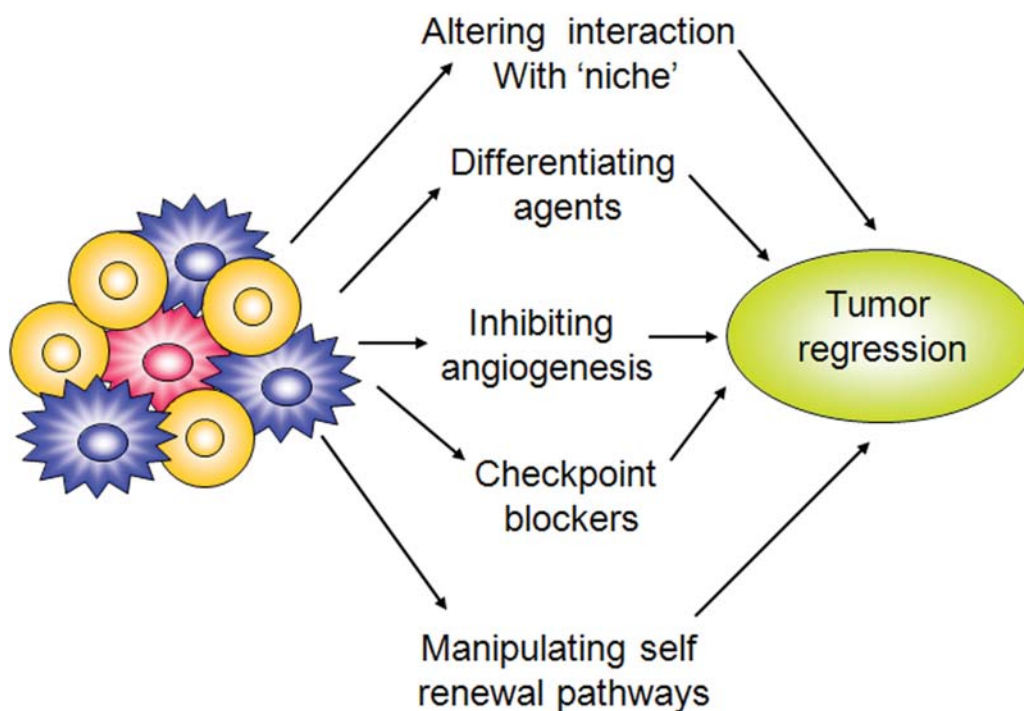 Altering interaction
With ‘niche’
Differentiating
agents
Inhibiting
angiogenesis
Checkpoint
blockers
Manipulating self
renewal pathways
Tumor
regression